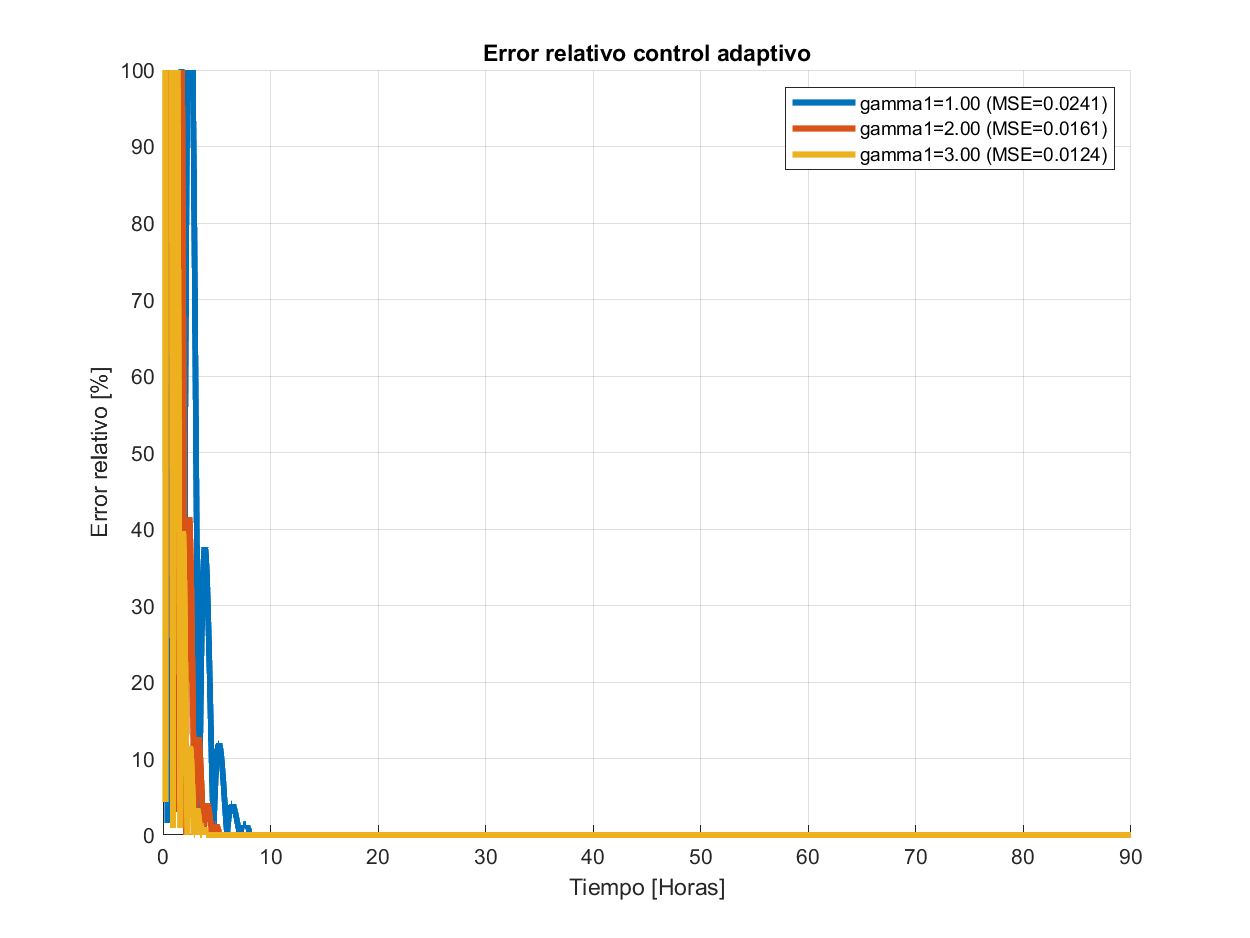 Error relativo control adaptivo
100
90
80
70
60
50
40
30
20
10
0
Error relativo [%]
gamma1=1.00 (MSE=0.0241)
gamma1=2.00 (MSE=0.0161)
gamma1=3.00 (MSE=0.0124)
0 10 20 30 40 50 60 70 80 90
Tiempo [Horas]